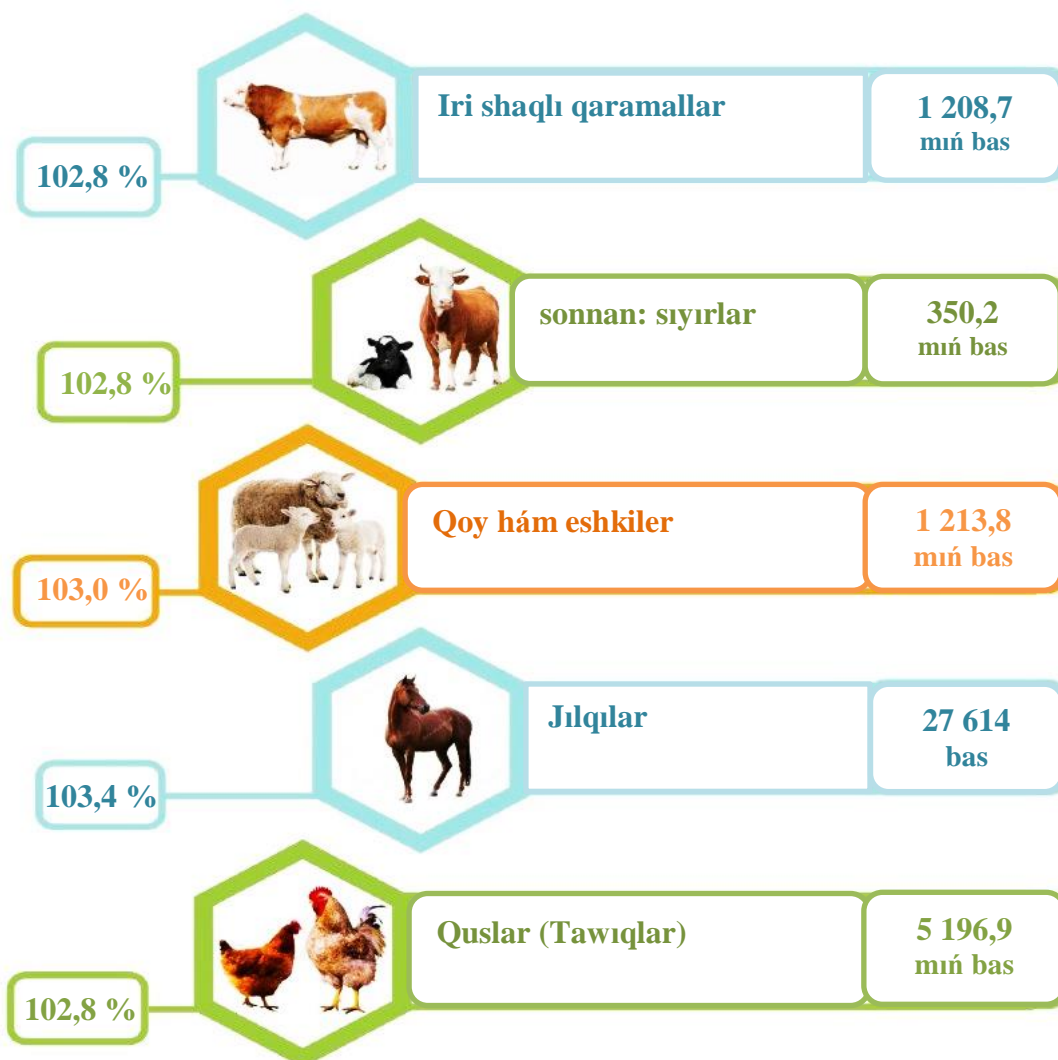 Iri shaqlı qaramallar
1 208,7
mıń bas
102,8 %
sonnan: sıyırlar
350,2
mıń bas
102,8 %
Qoy hám eshkiler
1 213,8
mıń bas
103,0 %
Jılqılar
27 614
bas
103,4 %
Quslar (Tawıqlar)
5 196,9
mıń bas
102,8 %